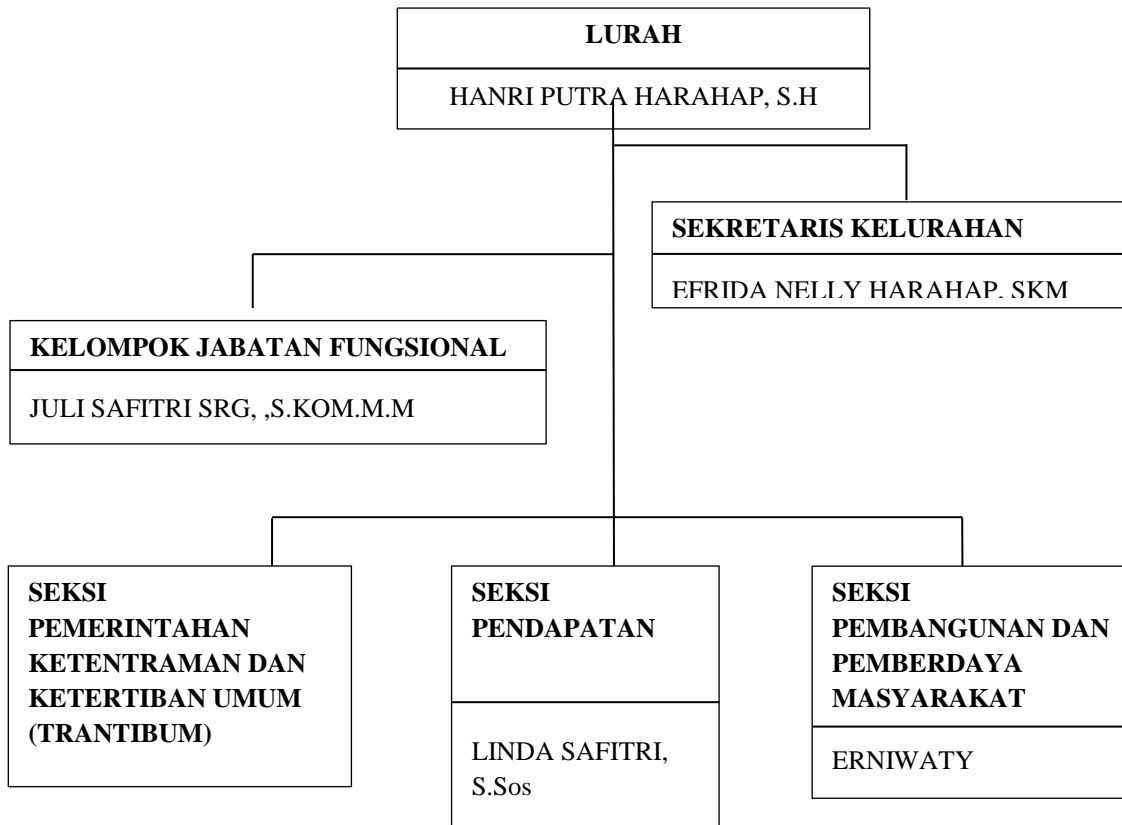 LURAH
HANRI PUTRA HARAHAP, S.H
SEKRETARIS KELURAHAN
EFRIDA NELLY HARAHAP, SKM
KELOMPOK JABATAN FUNGSIONAL
JULI SAFITRI SRG, ,S.KOM.M.M
SEKSI
PEMERINTAHAN
KETENTRAMAN DAN
KETERTIBAN UMUM
(TRANTIBUM)
SEKSI
PENDAPATAN
LINDA SAFITRI,
S.Sos
SEKSI
PEMBANGUNAN DAN
PEMBERDAYA
MASYARAKAT
ERNIWATY